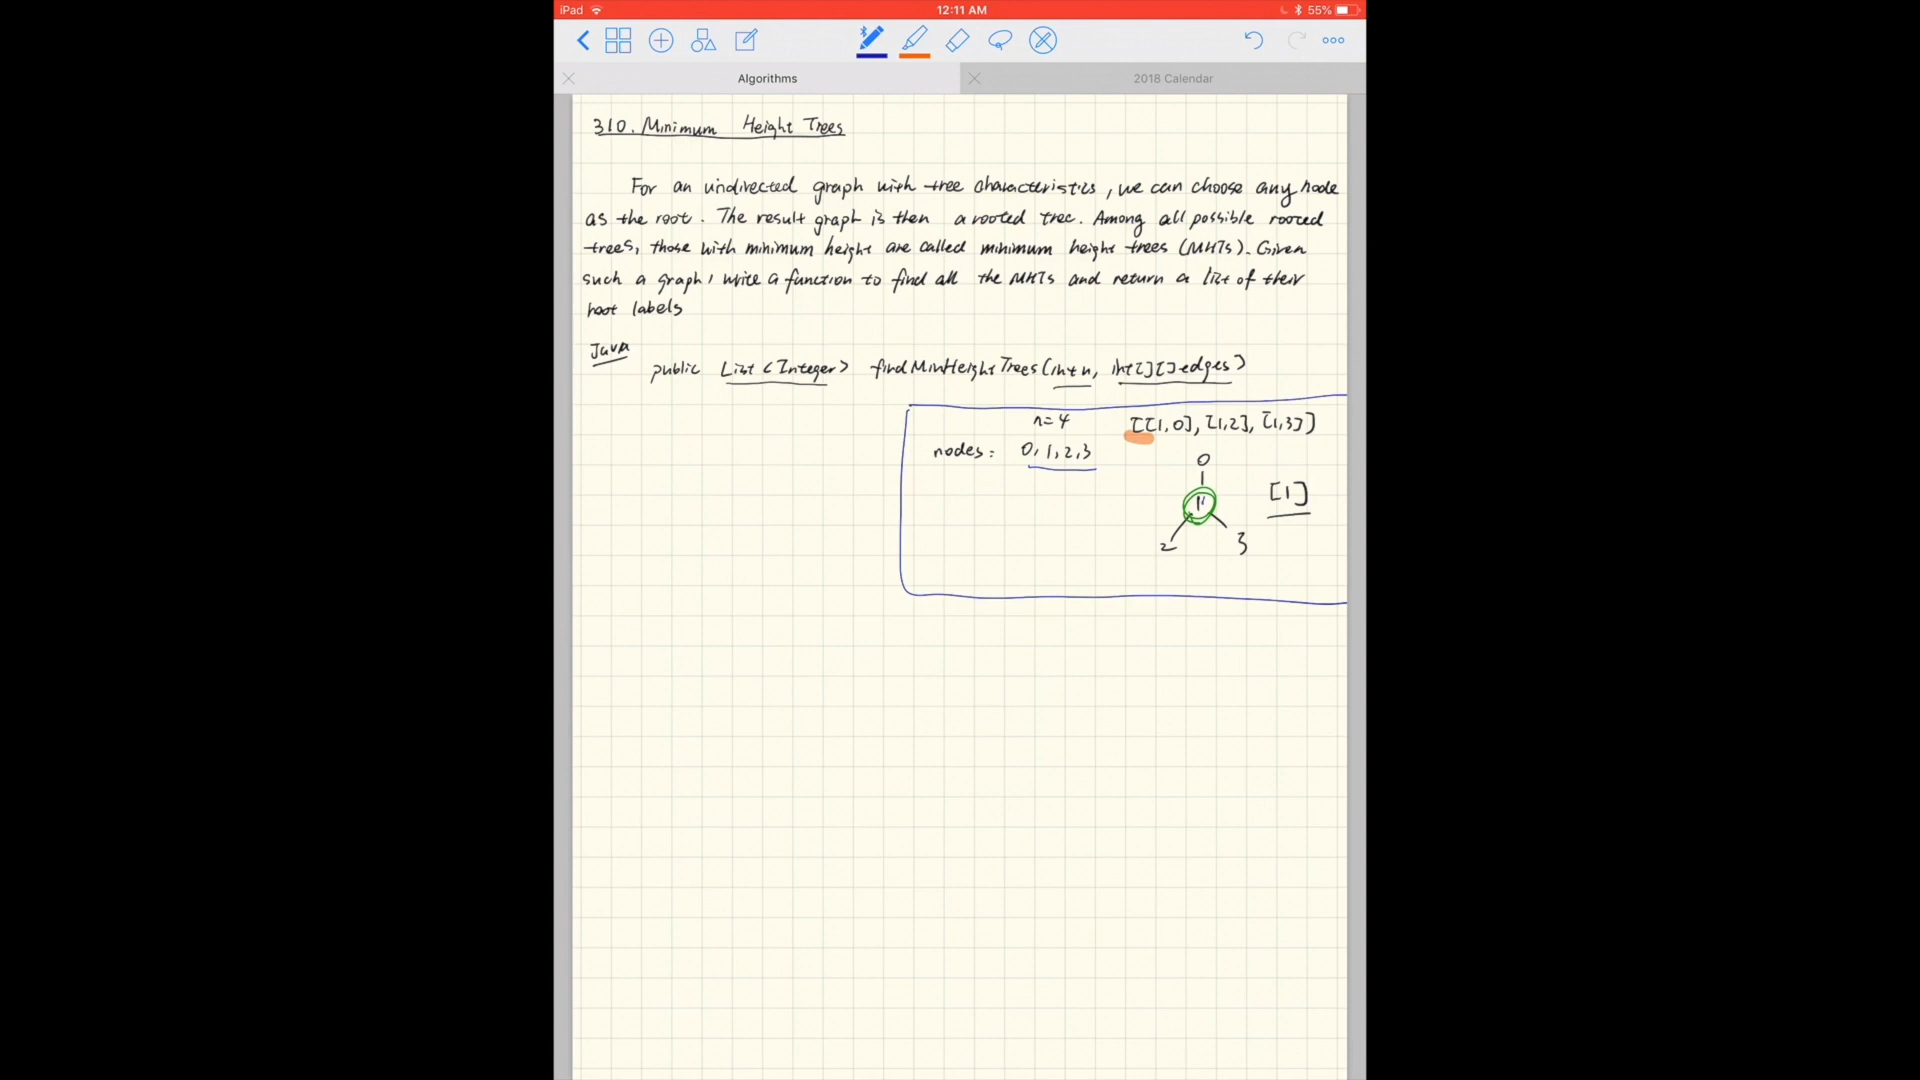 iPad 12:11 AM 55%
Algorithms 2018 Calendar
310. Minimum Height Trees
For an undirected graph with tree characteristics, we can choose any node
as the root. The result graph is then a rooted tree. Among all possible rooted
trees, those with minimum height are called minimum height trees (MHTs). Given
such a graph, write a function to find all the MHTs and return a list of their
root labels
Java
public List<Integer> findMinHeightTrees(int n, int[][] edges)
n=4 [[1,0], [1,2], [1,3]]
nodes: 0, 1, 2, 3
0
1 [1]
2 3